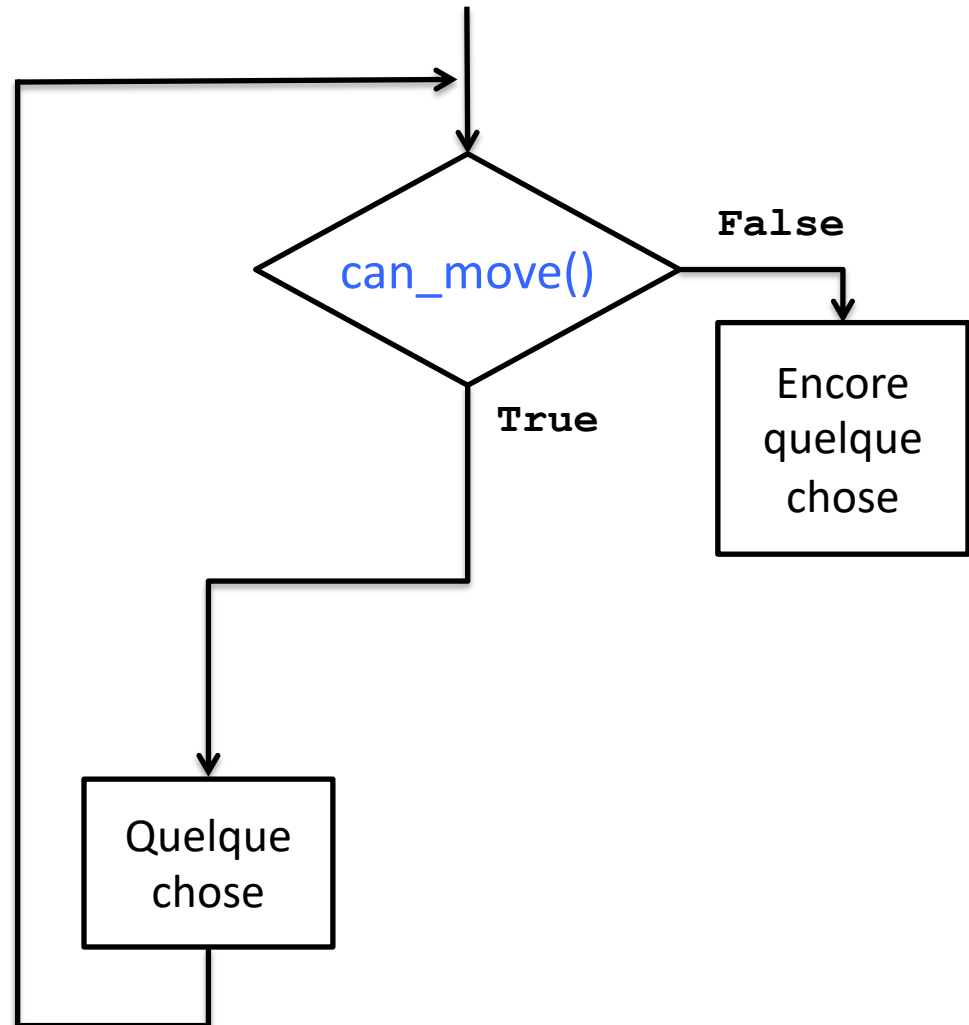 can_move()
False
True
Encore
quelque
chose
Quelque
chose